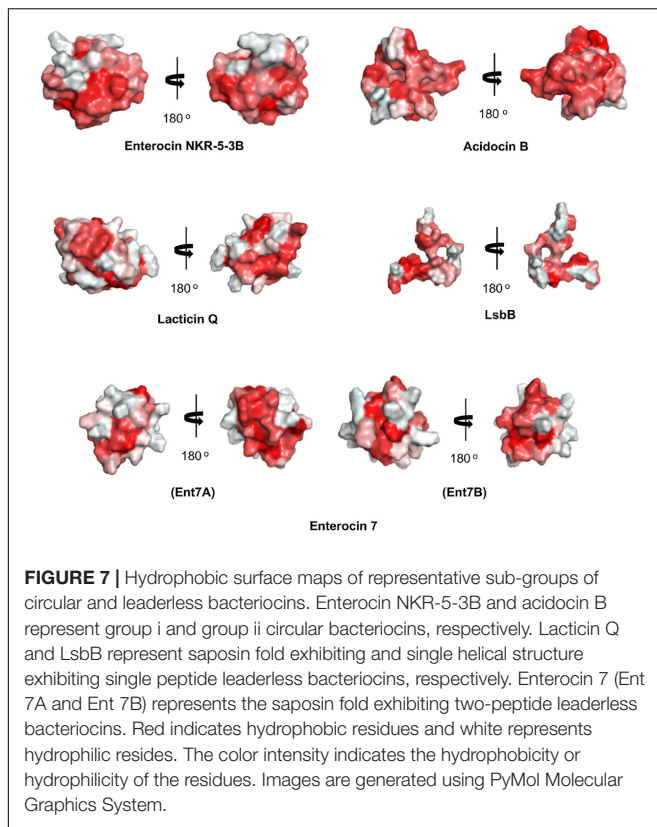 180 º
180 º
Enterocin NKR-5-3B
Acidocin B
180 º
180 º
Lacticin Q
LsbB
180 º
180 º
(Ent7A)
(Ent7B)
Enterocin 7
FIGURE 7 | Hydrophobic surface maps of representative sub-groups of
circular and leaderless bacteriocins. Enterocin NKR-5-3B and acidocin B
represent group i and group ii circular bacteriocins, respectively. Lacticin Q
and LsbB represent saposin fold exhibiting and single helical structure
exhibiting single peptide leaderless bacteriocins, respectively. Enterocin 7 (Ent
7A and Ent 7B) represents the saposin fold exhibiting two-peptide leaderless
bacteriocins. Red indicates hydrophobic residues and white represents
hydrophilic resides. The color intensity indicates the hydrophobicity or
hydrophilicity of the residues. Images are generated using PyMol Molecular
Graphics System.